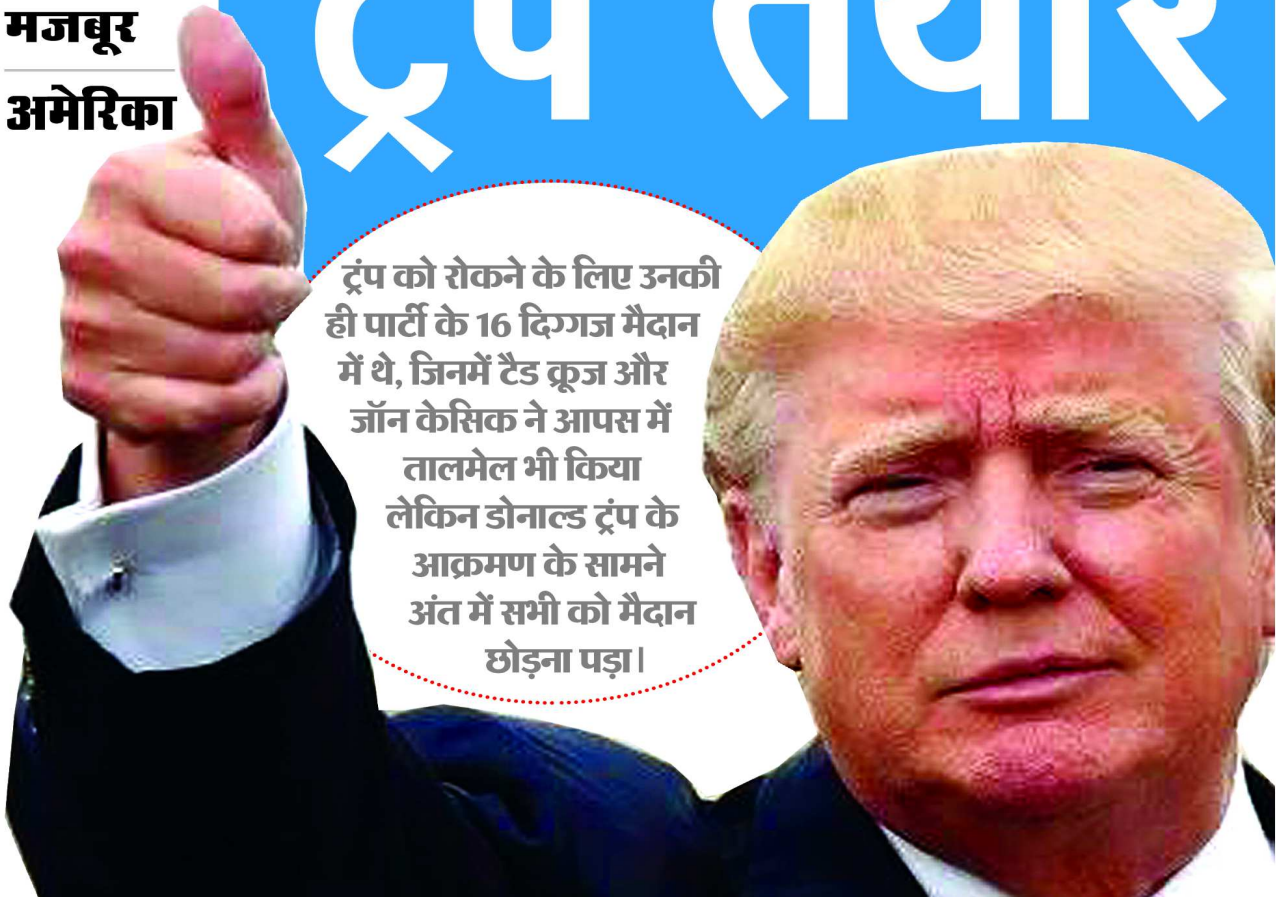 मजबूर
अमेरिका
ट्रंप तैयार
ट्रंप को रोकने के लिए उनकी
ही पार्टी के 16 दिग्गज मैदान
में थे, जिनमें टैड क्रूज और
जॉन केसिक ने आपस में
तालमेल भी किया
लेकिन डोनाल्ड ट्रंप के
आक्रमण के सामने
अंत में सभी को मैदान
छोड़ना पड़ा।